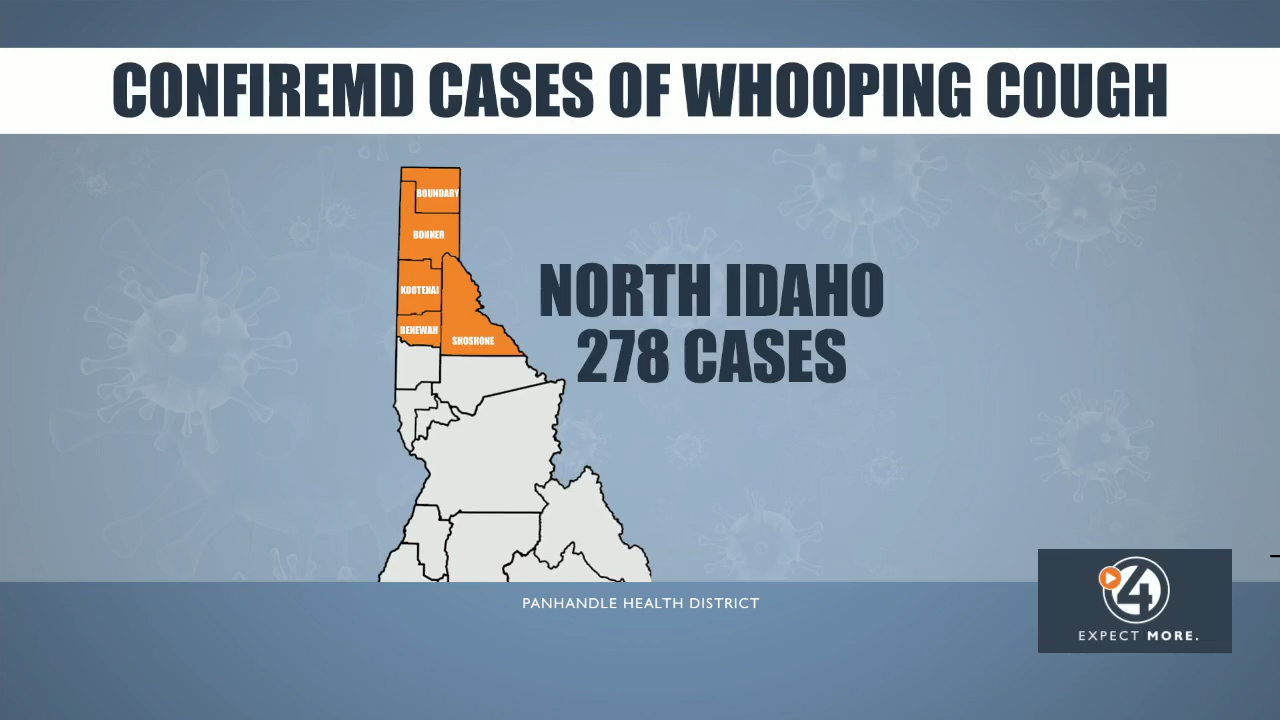 CONFIREMD CASES OF WHOOPING COUGH
BOUNDARY
BONNER
KOOTENAI
BENEWAH
SHOSHONE
NORTH IDAHO
278 CASES
PANHANDLE HEALTH DISTRICT
4
EXPECT MORE.